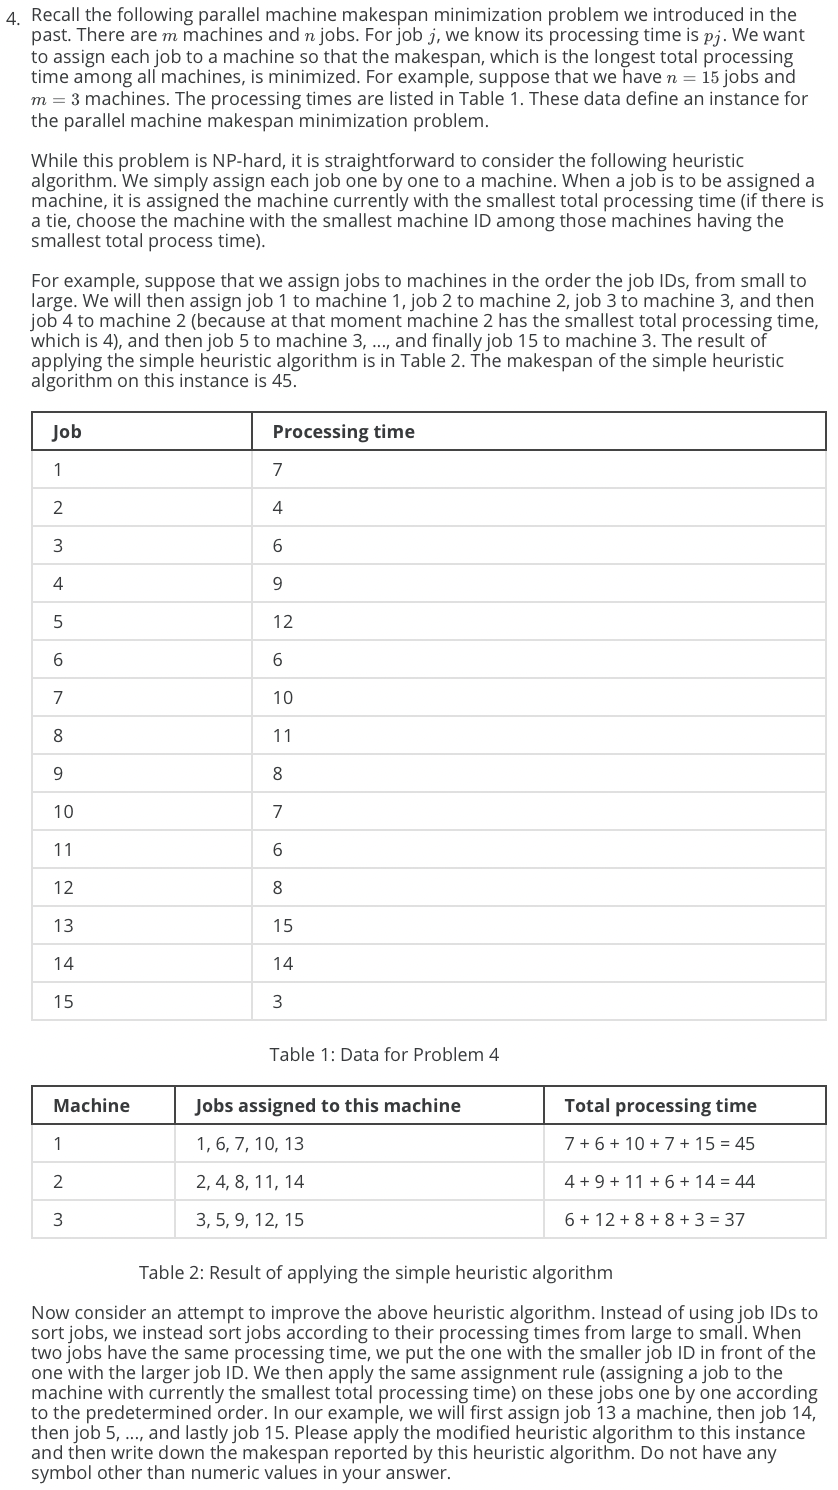 4. Recall the following parallel machine makespan minimization problem we introduced in the
past. There are m machines and n jobs. For job j, we know its processing time is pj. We want
to assign each job to a machine so that the makespan, which is the longest total processing
time among all machines, is minimized. For example, suppose that we have n = 15 jobs and
m = 3 machines. The processing times are listed in Table 1. These data define an instance for
the parallel machine makespan minimization problem.
While this problem is NP-hard, it is straightforward to consider the following heuristic
algorithm. We simply assign each job one by one to a machine. When a job is to be assigned a
machine, it is assigned the machine currently with the smallest total processing time (if there is
a tie, choose the machine with the smallest machine ID among those machines having the
smallest total process time).
For example, suppose that we assign jobs to machines in the order the job IDs, from small to
large. We will then assign job 1 to machine 1, job 2 to machine 2, job 3 to machine 3, and then
job 4 to machine 2 (because at that moment machine 2 has the smallest total processing time,
which is 4), and then job 5 to machine 3, ..., and finally job 15 to machine 3. The result of
applying the simple heuristic algorithm is in Table 2. The makespan of the simple heuristic
algorithm on this instance is 45.
Job Processing time
1 7
2 4
3 6
4 9
5 12
6 6
7 10
8 11
9 8
10 7
11 6
12 8
13 15
14 14
15 3
Table 1: Data for Problem 4
Machine Jobs assigned to this machine Total processing time
1 1, 6, 7, 10, 13 7 + 6 + 10 + 7 + 15 = 45
2 2, 4, 8, 11, 14 4 + 9 + 11 + 6 + 14 = 44
3 3, 5, 9, 12, 15 6 + 12 + 8 + 8 + 3 = 37
Table 2: Result of applying the simple heuristic algorithm
Now consider an attempt to improve the above heuristic algorithm. Instead of using job IDs to
sort jobs, we instead sort jobs according to their processing times from large to small. When
two jobs have the same processing time, we put the one with the smaller job ID in front of the
one with the larger job ID. We then apply the same assignment rule (assigning a job to the
machine with currently the smallest total processing time) on these jobs one by one according
to the predetermined order. In our example, we will first assign job 13 a machine, then job 14,
then job 5, ..., and lastly job 15. Please apply the modified heuristic algorithm to this instance
and then write down the makespan reported by this heuristic algorithm. Do not have any
symbol other than numeric values in your answer.